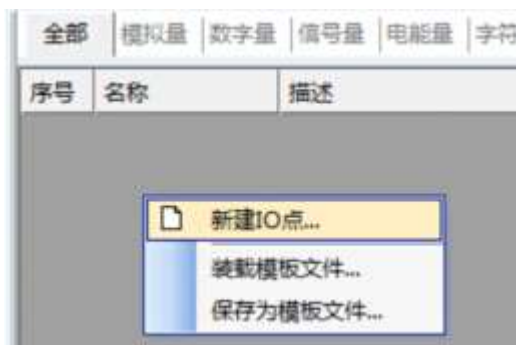 全部 模拟量 数字量 信号量 电能量 字符
序号 名称 描述
新建IO点...
装载模板文件...
保存为模板文件...